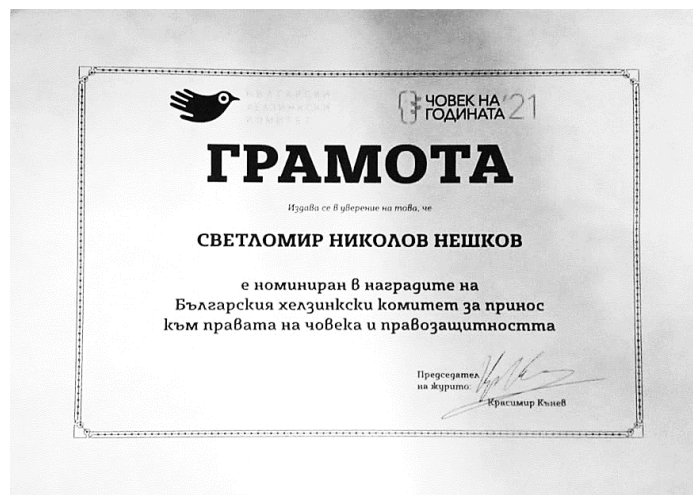 ЧОВЕК НА
ГОДИНАТА '21
ГРАМОТА
Издава се в уверение на това, че
СВЕТЛОМИР НИКОЛОВ НЕШКОВ
е номиниран в наградите на
Българския хелзинкски комитет за принос
към правата на човека и правозащитността
Председател
на журито:
Красимир Кънев